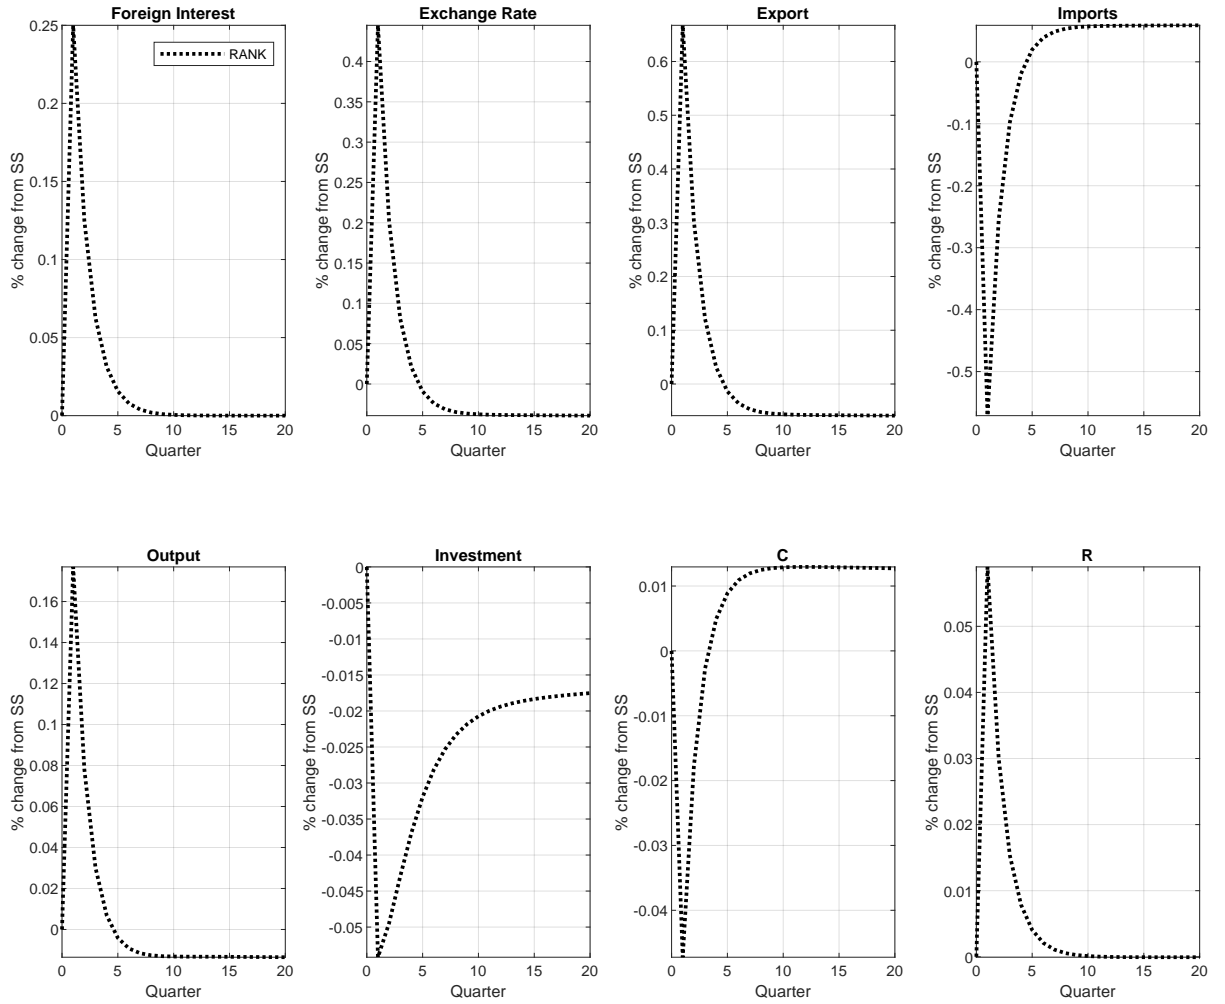 Foreign Interest
% change from SS
0.25
0.2
0.15
0.1
0.05
0
RANK
0 5 10 15 20
Quarter
Exchange Rate
% change from SS
0.4
0.35
0.3
0.25
0.2
0.15
0.1
0.05
0
0 5 10 15 20
Quarter
Export
% change from SS
0.6
0.5
0.4
0.3
0.2
0.1
0
0 5 10 15 20
Quarter
Imports
% change from SS
0
-0.1
-0.2
-0.3
-0.4
-0.5
0 5 10 15 20
Quarter
Output
% change from SS
0.16
0.14
0.12
0.1
0.08
0.06
0.04
0.02
0
0 5 10 15 20
Quarter
Investment
% change from SS
0
-0.005
-0.01
-0.015
-0.02
-0.025
-0.03
-0.035
-0.04
-0.045
-0.05
0 5 10 15 20
Quarter
C
% change from SS
0.01
0
-0.01
-0.02
-0.03
-0.04
0 5 10 15 20
Quarter
R
% change from SS
0.05
0.04
0.03
0.02
0.01
0
0 5 10 15 20
Quarter